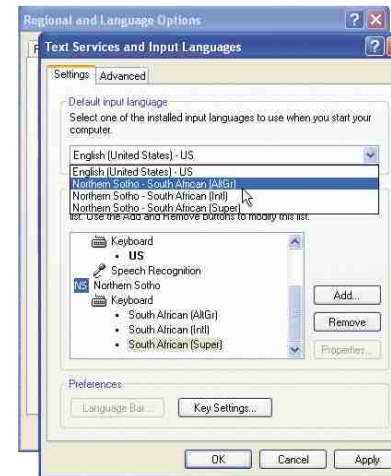 Regional and Language Options
Text Services and Input Languages
Settings Advanced
Default input language
Select one of the installed input languages to use when you start your
computer.
English (United States) - US
English (United States) - US
Northern Sotho - South African (AltGr)
Northern Sotho - South African (Intl)
Northern Sotho - South African (Super)
list. Use the Add and Remove buttons to modify this list.
Keyboard
• US
Speech Recognition
NS Northern Sotho
Keyboard
• South African (AltGr)
• South African (Intl)
• South African (Super)
Add...
Remove
Properties...
Preferences
Language Bar...
Key Settings...
OK Cancel Apply